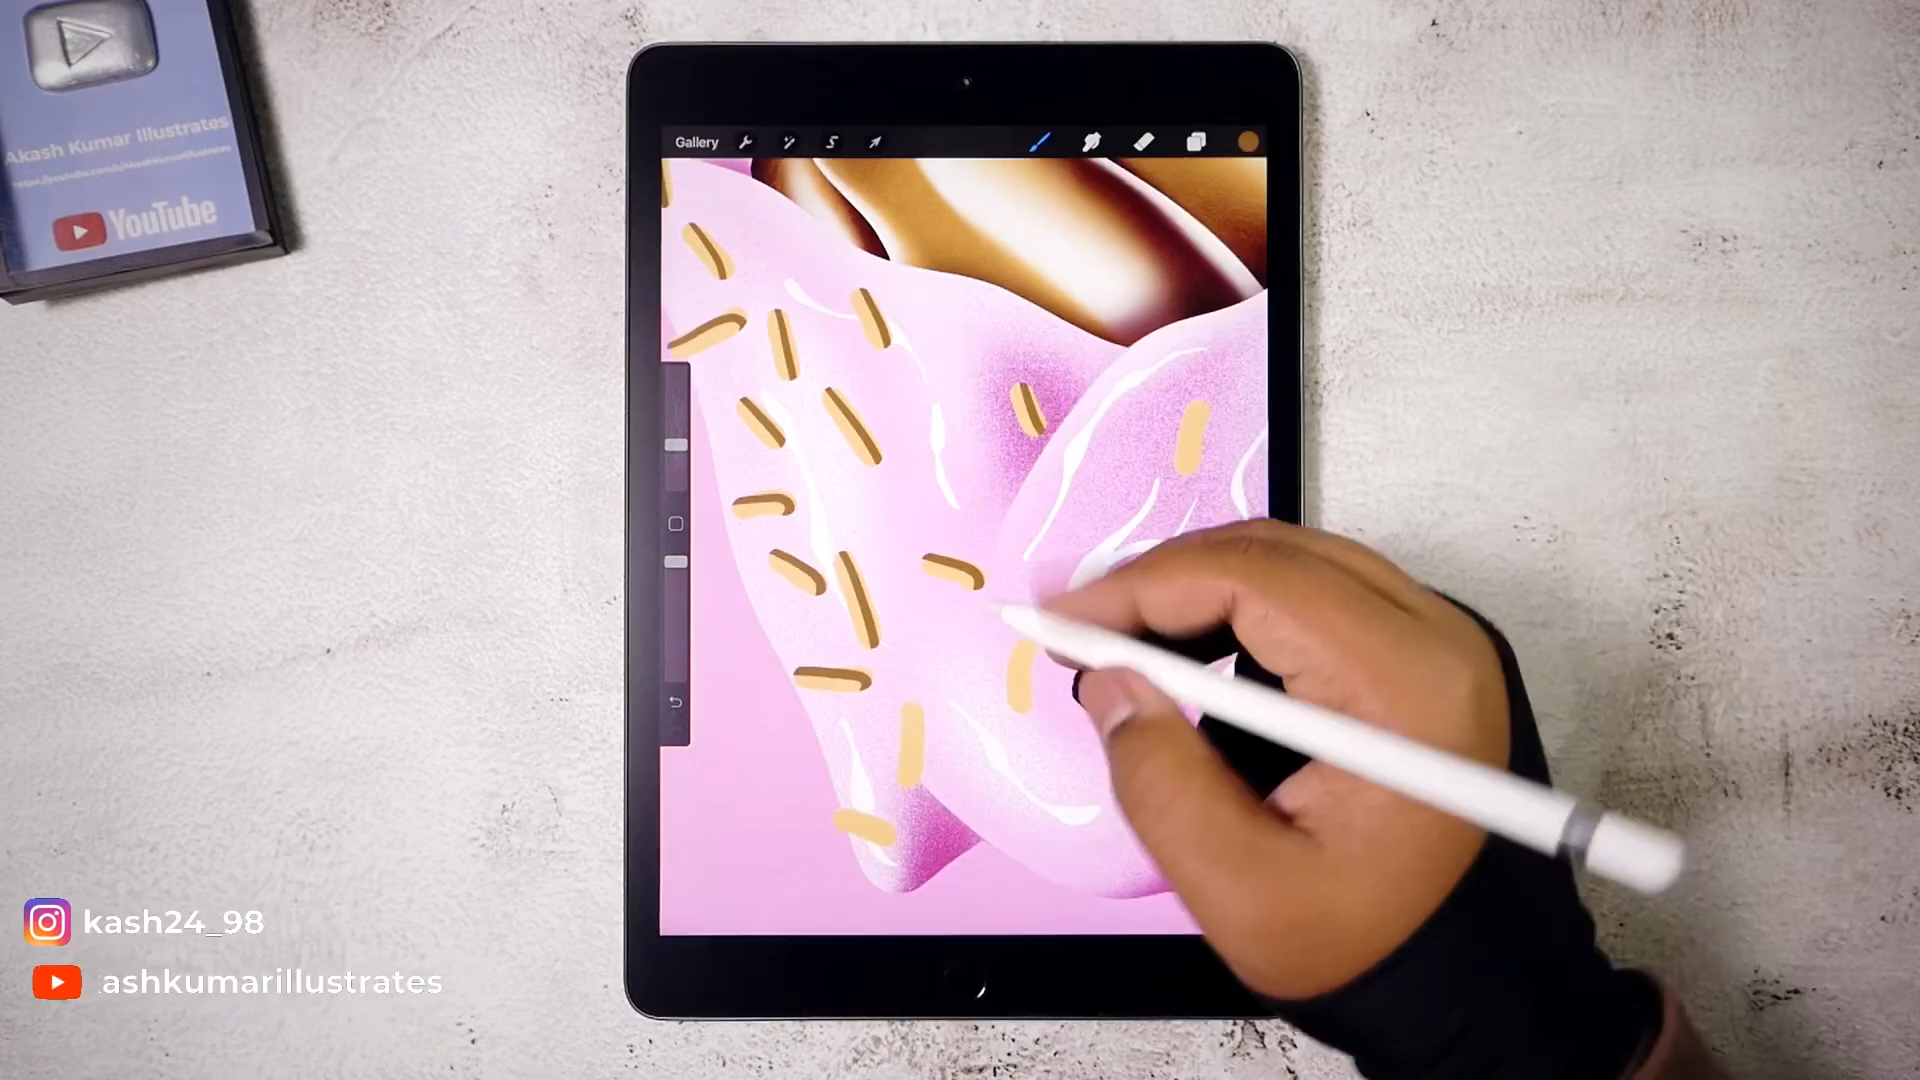 Akash Kumar Illustrates
YouTube
Gallery
kash24_98
ashkumarillustrates